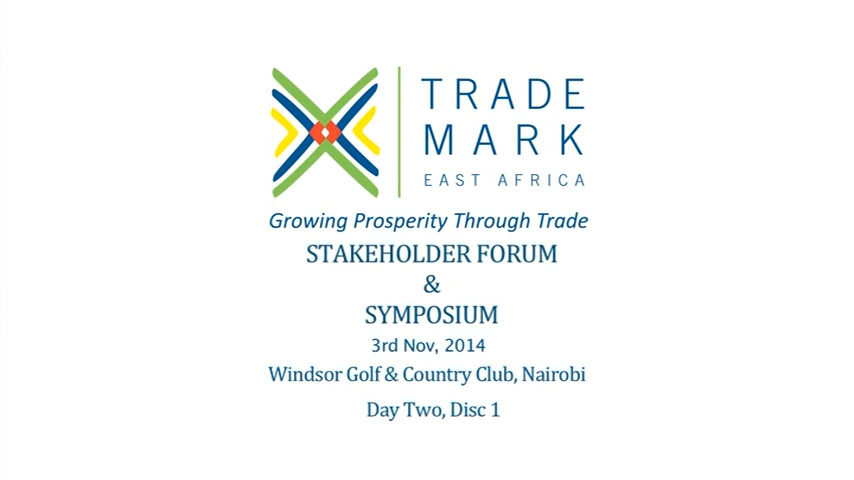 TRADE
MARK
EAST AFRICA
Growing Prosperity Through Trade
STAKEHOLDER FORUM
&
SYMPOSIUM
3rd Nov, 2014
Windsor Golf & Country Club, Nairobi
Day Two, Disc 1